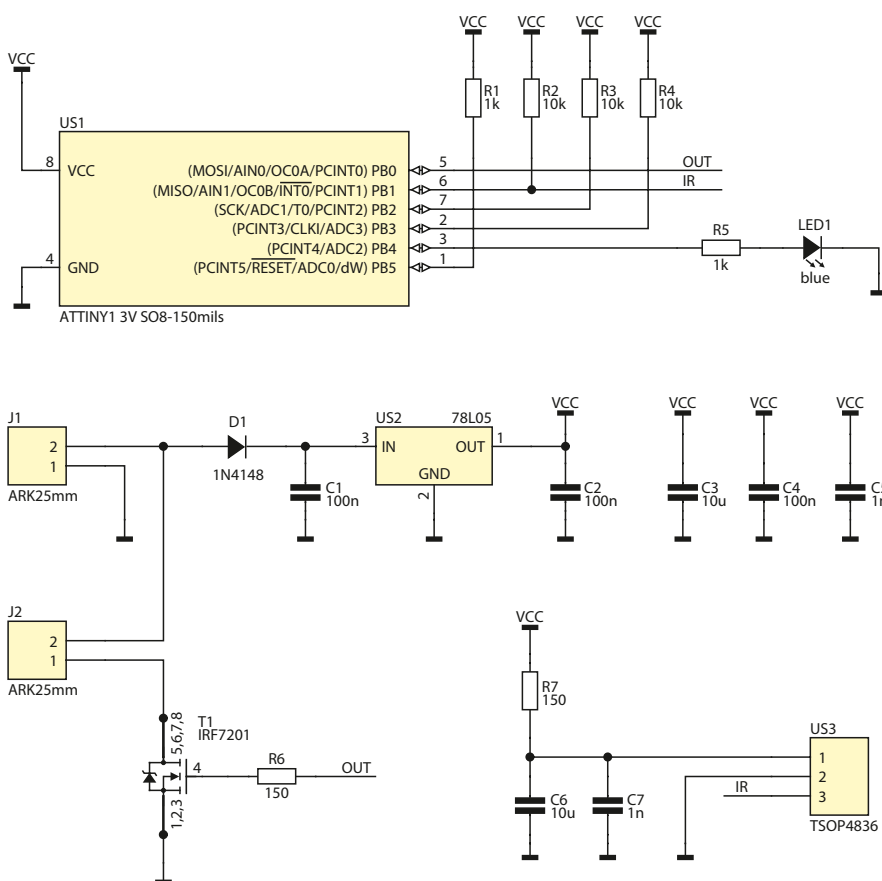 VCC VCC VCC VCC
VCC
R1 1k
R2 10k
R3 10k
R4 10k
US1
8 VCC
(MOSI/AIN0/OC0A/PCINT0) PB0 5 OUT
(MISO/AIN1/OC0B/INT0/PCINT1) PB1 6 IR
(SCK/ADC1/T0/PCINT2) PB2 7
(PCINT3/CLKI/ADC3) PB3 2
(PCINT4/ADC2) PB4 3
4 GND
(PCINT5/RESET/ADC0/dW) PB5 1
R5
1k
LED1
blue
ATTINY1 3V SO8-150mils
J1
2
1
ARK25mm
D1
1N4148
C1
100n
US2 78L05
3 IN OUT 1
GND
2
VCC
C2
100n
VCC
C3
10u
VCC
C4
100n
VCC
C5
1n
J2
2
1
ARK25mm
5,6,7,8
T1
IRF7201
4
1,2,3
R6
150
OUT
VCC
R7
150
C6
10u
C7
1n
US3
1
2
IR 3
TSOP4836